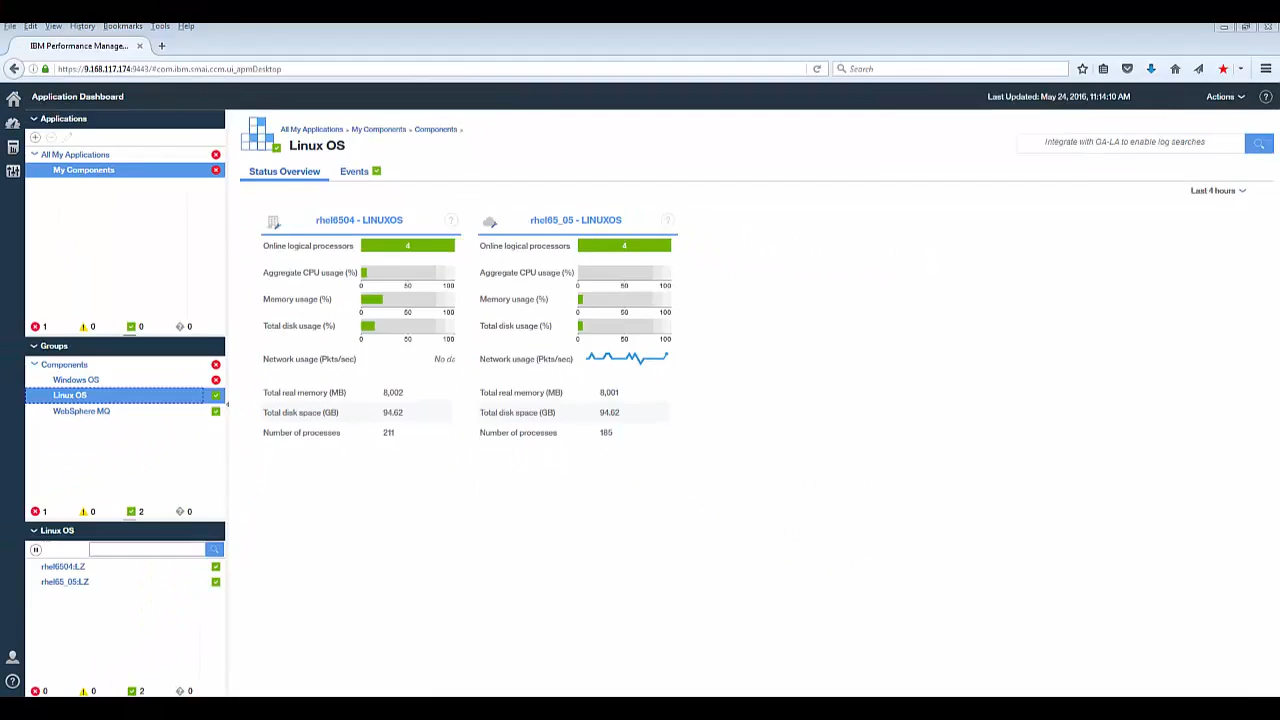 File Edit View History Bookmarks Tools Help
IBM Performance Manage... × +
https://9.168.117.174:9443/#com.ibm.smai.ccm.ui_apmDesktop
Search
Application Dashboard
Last Updated: May 24, 2016, 11:14:10 AM
Actions
Applications
All My Applications
My Components
1 0 0 0
Groups
Components
Windows OS
Linux OS
WebSphere MQ
1 0 2 0
Linux OS
rhel6504:LZ
rhel65_05:LZ
0 0 2 0
All My Applications > My Components > Components >
Linux OS
Integrate with OA-LA to enable log searches
Status Overview Events
Last 4 hours
rhel6504 - LINUXOS ?
Online logical processors 4
Aggregate CPU usage (%)
0 50 100
Memory usage (%)
0 50 100
Total disk usage (%)
0 50 100
Network usage (Pkts/sec) No da
Total real memory (MB) 8,002
Total disk space (GB) 94.62
Number of processes 211
rhel65_05 - LINUXOS ?
Online logical processors 4
Aggregate CPU usage (%)
0 50 100
Memory usage (%)
0 50 100
Total disk usage (%)
0 50 100
Network usage (Pkts/sec)
Total real memory (MB) 8,001
Total disk space (GB) 94.62
Number of processes 185